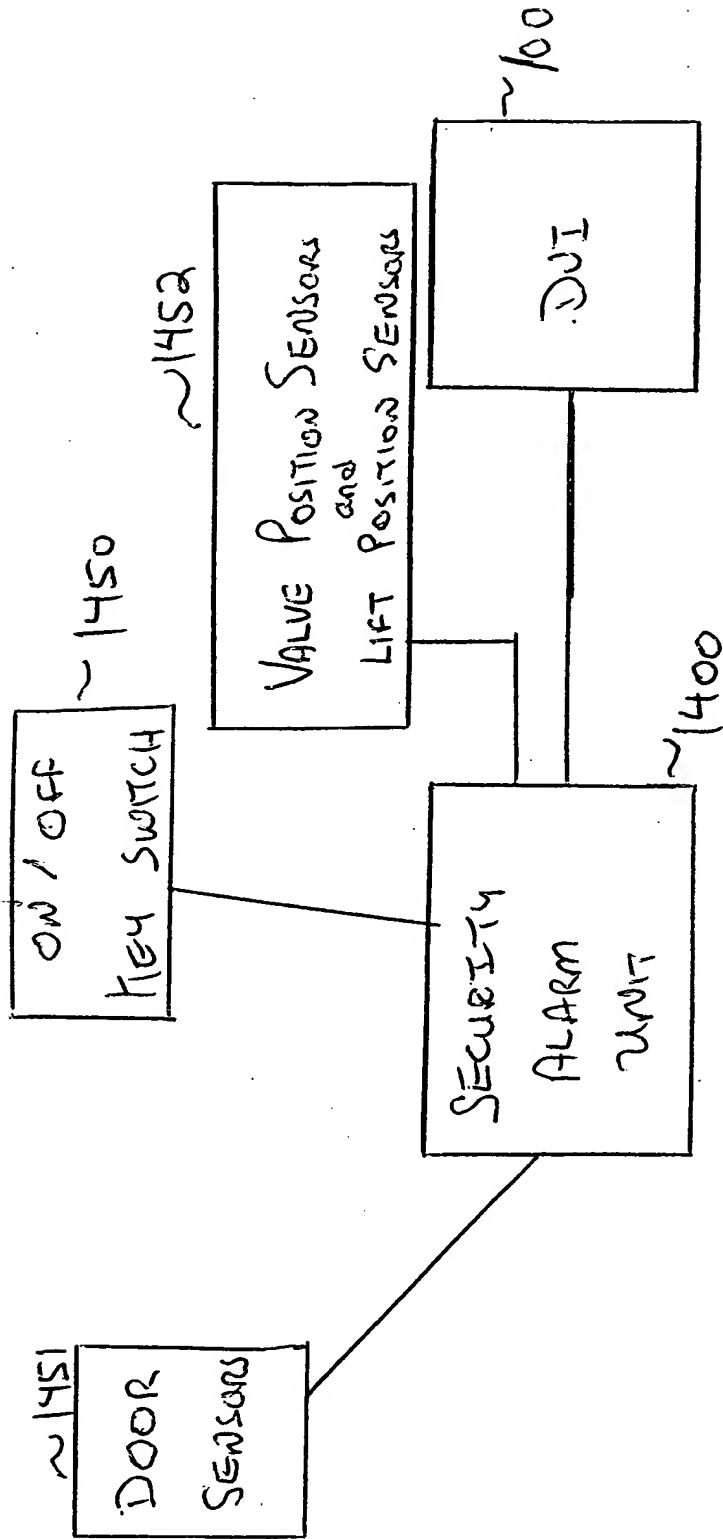 ~1451
DOOR
SENSORS
ON / OFF
KEY SWITCH
~1450
~1452
VALVE POSITION SENSORS
and
LIFT POSITION SENSORS
SECURITY
ALARM
UNIT
~1400
DUI
~100